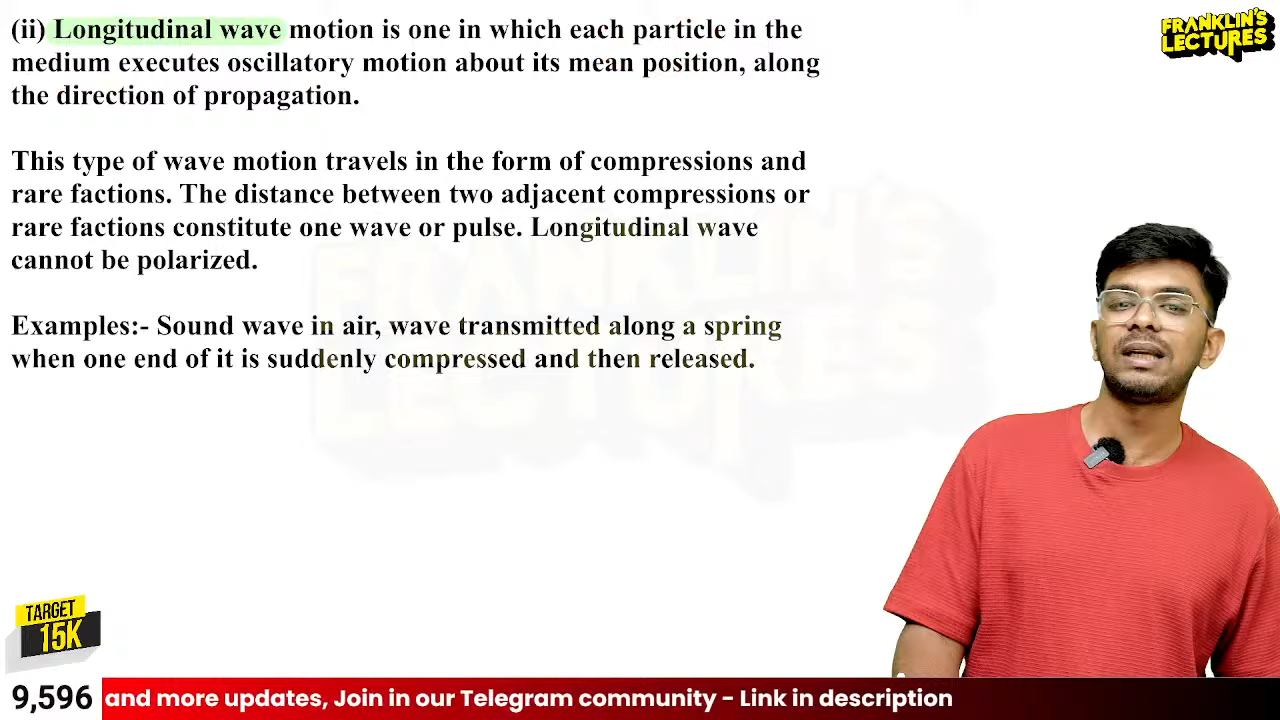 (ii) Longitudinal wave motion is one in which each particle in the
medium executes oscillatory motion about its mean position, along
the direction of propagation.
This type of wave motion travels in the form of compressions and
rare factions. The distance between two adjacent compressions or
rare factions constitute one wave or pulse. Longitudinal wave
cannot be polarized.
Examples:- Sound wave in air, wave transmitted along a spring
when one end of it is suddenly compressed and then released.
FRANKLIN'S
LECTURES
FRANKLIN'S
LECTURES
TARGET
15K
9,596 and more updates, Join in our Telegram community - Link in description